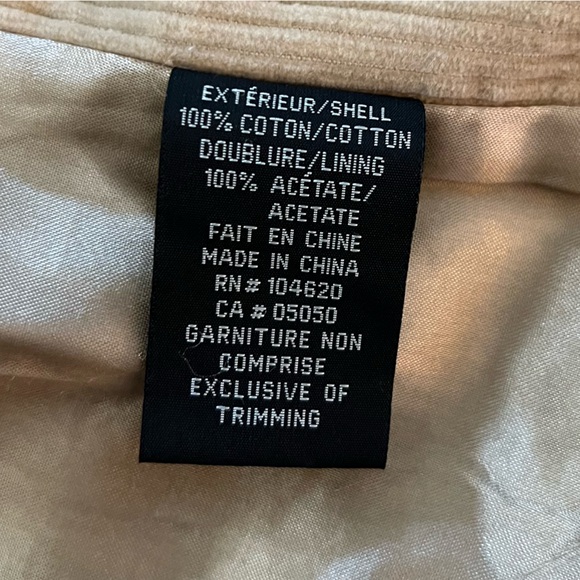 EXTÉRIEUR/SHELL
100% COTON/COTTON
DOUBLURE/LINING
100% ACÉTATE/
ACETATE
FAIT EN CHINE
MADE IN CHINA
RN# 104620
CA # 05050
GARNITURE NON
COMPRISE
EXCLUSIVE OF
TRIMMING